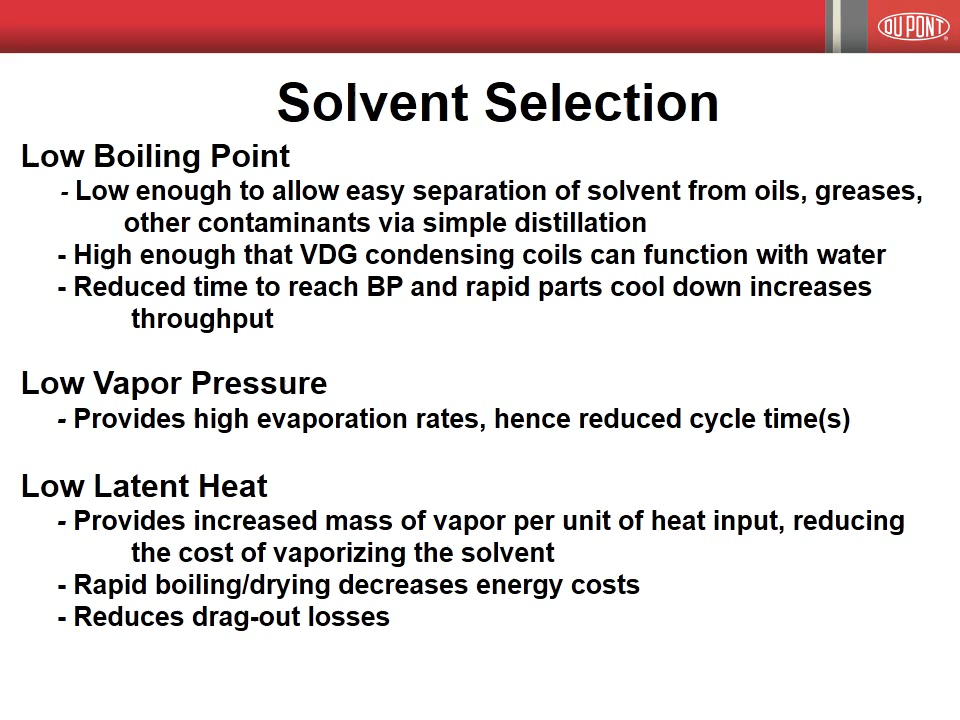 DU PONT®
Solvent Selection
Low Boiling Point
- Low enough to allow easy separation of solvent from oils, greases,
other contaminants via simple distillation
- High enough that VDG condensing coils can function with water
- Reduced time to reach BP and rapid parts cool down increases
throughput
Low Vapor Pressure
- Provides high evaporation rates, hence reduced cycle time(s)
Low Latent Heat
- Provides increased mass of vapor per unit of heat input, reducing
the cost of vaporizing the solvent
- Rapid boiling/drying decreases energy costs
- Reduces drag-out losses